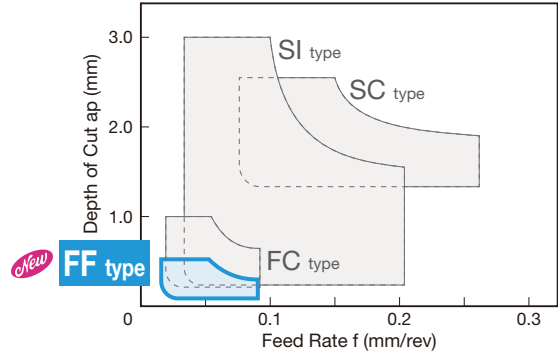 Depth of Cut ap (mm)
3.0
2.0
1.0
0
SI type
SC type
FC type
New
FF type
0.1
0.2
0.3
Feed Rate f (mm/rev)